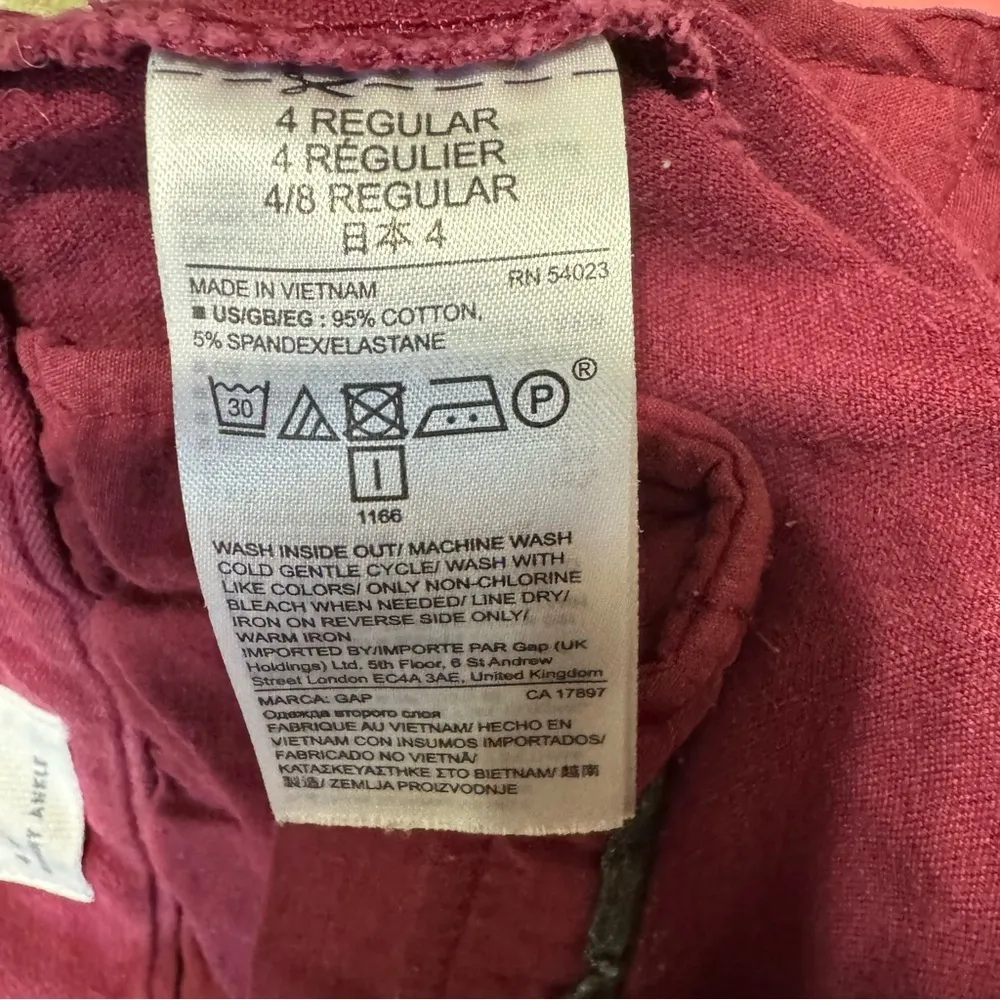 4 REGULAR
4 RÉGULIER
4/8 REGULAR
日本 4
MADE IN VIETNAM
RN 54023
US/GB/EG : 95% COTTON,
5% SPANDEX/ELASTANE
30
P
®
1166
WASH INSIDE OUT/ MACHINE WASH
COLD GENTLE CYCLE/ WASH WITH
LIKE COLORS/ ONLY NON-CHLORINE
BLEACH WHEN NEEDED/ LINE DRY/
IRON ON REVERSE SIDE ONLY/
WARM IRON
IMPORTED BY/IMPORTE PAR Gap (UK
Holdings) Ltd. 5th Floor, 6 St Andrew
Street London EC4A 3AE, United Kingdom
MARCA: GAP
CA 17897
Одежда второго слоя
FABRIQUE AU VIETNAM/ HECHO EN
VIETNAM CON INSUMOS IMPORTADOS/
FABRICADO NO VIETNÃ/
ΚΑΤΑΣΚΕΥΑΣΤΗΚΕ ΣΤΟ ΒΙΕΤΝΑΜ/ 越南
製造/ ZEMLJA PROIZVODNJE
ANKLE